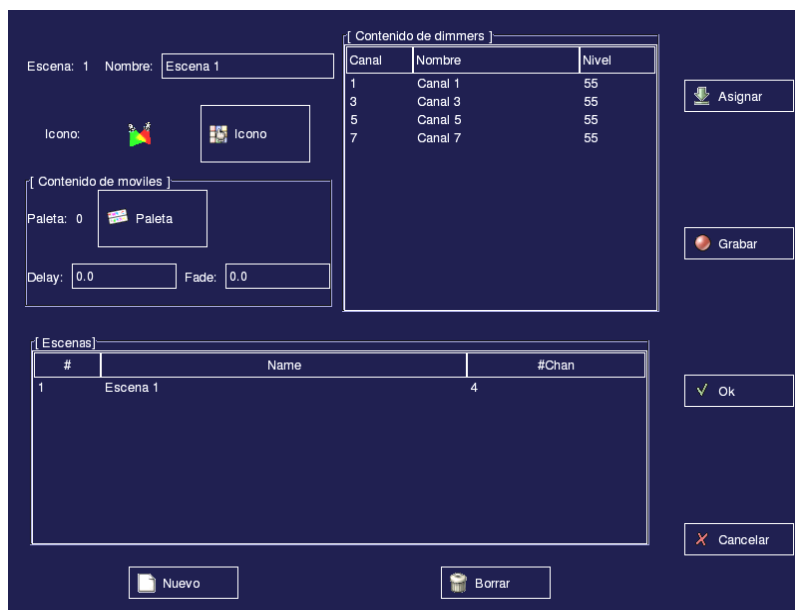 Escena: 1 Nombre: Escena 1
Icono: Icono
[ Contenido de moviles ]
Paleta: 0 Paleta
Delay: 0.0 Fade: 0.0
[ Contenido de dimmers ]
Canal Nombre Nivel
1 Canal 1 55
3 Canal 3 55
5 Canal 5 55
7 Canal 7 55
Asignar
Grabar
[ Escenas]
# Name #Chan
1 Escena 1 4
Ok
Cancelar
Nuevo
Borrar